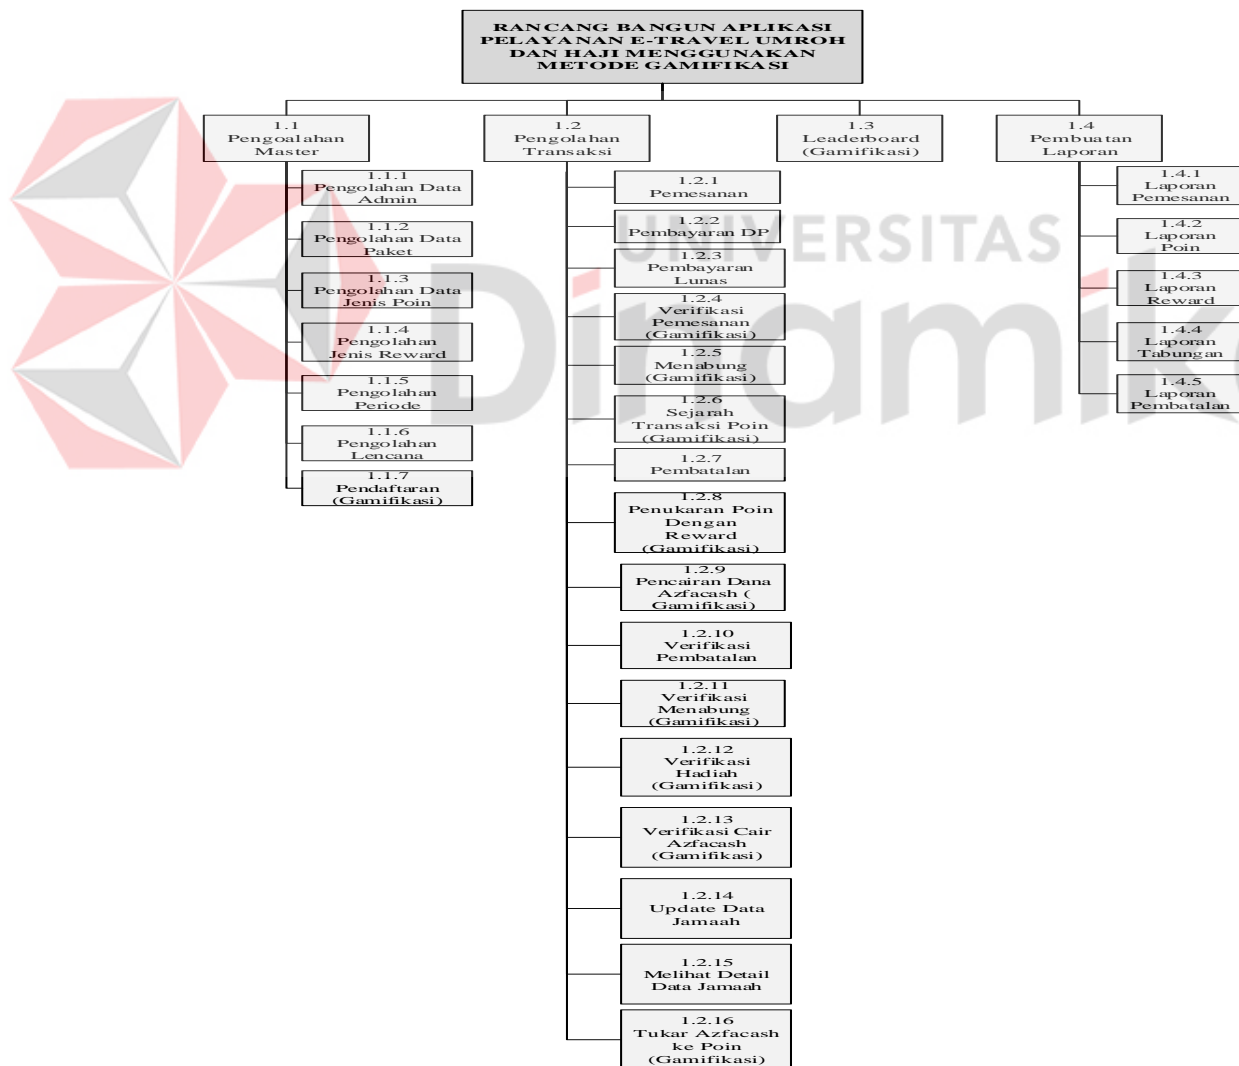 RANCANG BANGUN APLIKASI
PELAYANAN E-TRAVEL UMROH
DAN HAJI MENGGUNAKAN
METODE GAMIFIKASI
1.1
Pengoalahan
Master
1.2
Pengolahan
Transaksi
1.3
Leaderboard
(Gamifikasi)
1.4
Pembuatan
Laporan
1.1.1
Pengolahan Data
Admin
1.1.2
Pengolahan Data
Paket
1.1.3
Pengolahan Data
Jenis Poin
1.1.4
Pengolahan
Jenis Reward
1.1.5
Pengolahan
Periode
1.1.6
Pengolahan
Lencana
1.1.7
Pendaftaran
(Gamifikasi)
1.2.1
Pemesanan
1.2.2
Pembayaran DP
1.2.3
Pembayaran
Lunas
1.2.4
Verifikasi
Pemesanan
(Gamifikasi)
1.2.5
Menabung
(Gamifikasi)
1.2.6
Sejarah
Transaksi Poin
(Gamifikasi)
1.2.7
Pembatalan
1.2.8
Penukaran Poin
Dengan
Reward
(Gamifikasi)
1.2.9
Pencairan Dana
Azfacash (
Gamifikasi)
1.2.10
Verifikasi
Pembatalan
1.2.11
Verifikasi
Menabung
(Gamifikasi)
1.2.12
Verifikasi
Hadiah
(Gamifikasi)
1.2.13
Verifikasi Cair
Azfacash
(Gamifikasi)
1.2.14
Update Data
Jamaah
1.2.15
Melihat Detail
Data Jamaah
1.2.16
Tukar Azfacash
ke Poin
(Gamifikasi)
1.4.1
Laporan
Pemesanan
1.4.2
Laporan
Poin
1.4.3
Laporan
Reward
1.4.4
Laporan
Tabungan
1.4.5
Laporan
Pembatalan
UNIVERSITAS
Dinamika